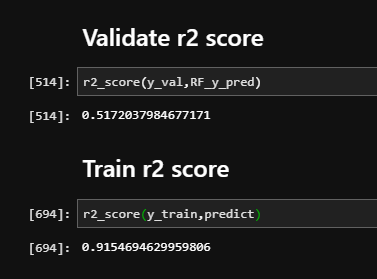 Validate r2 score
[514]: r2_score(y_val,RF_y_pred)
[514]: 0.5172037984677171
Train r2 score
[694]: r2_score(y_train,predict)
[694]: 0.9154694629959806